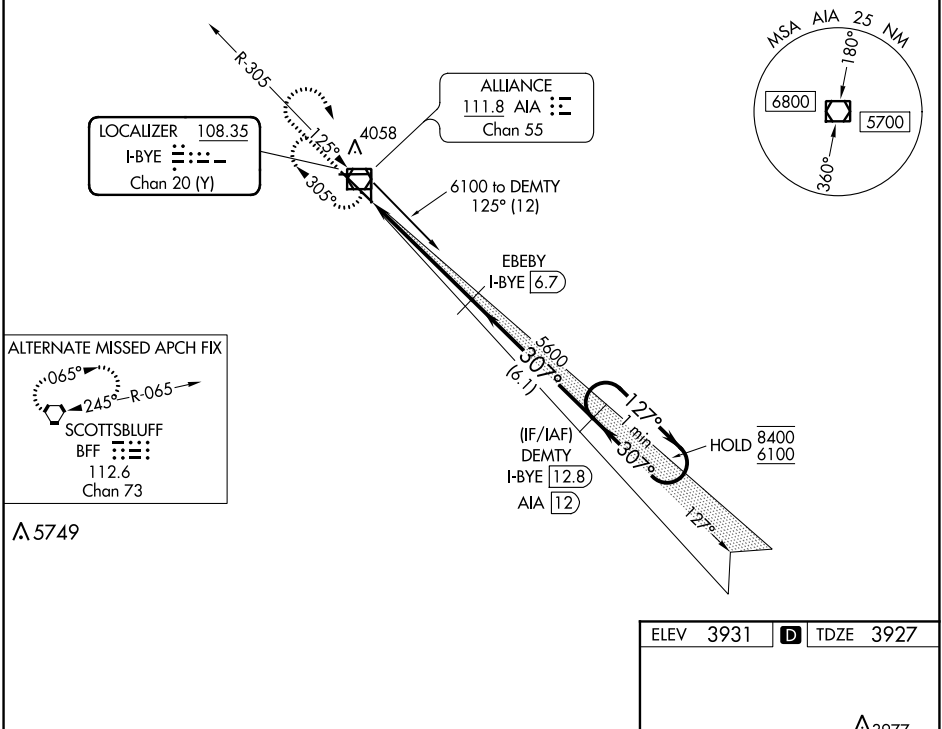 MSA AIA 25 NM
180°
6800
5700
360°
R-305
125°
4058
305°
ALLIANCE
111.8 AIA
Chan 55
LOCALIZER 108.35
I-BYE
Chan 20 (Y)
6100 to DEMTY
125° (12)
EBEBY
I-BYE 6.7
5600
307°
(6.1)
127°
1 min
307°
HOLD 8400
6100
(IF/IAF)
DEMTY
I-BYE 12.8
AIA 12
127°
ALTERNATE MISSED APCH FIX
065°
245° R-065
SCOTTSBLUFF
BFF
112.6
Chan 73
5749
ELEV 3931 D TDZE 3927